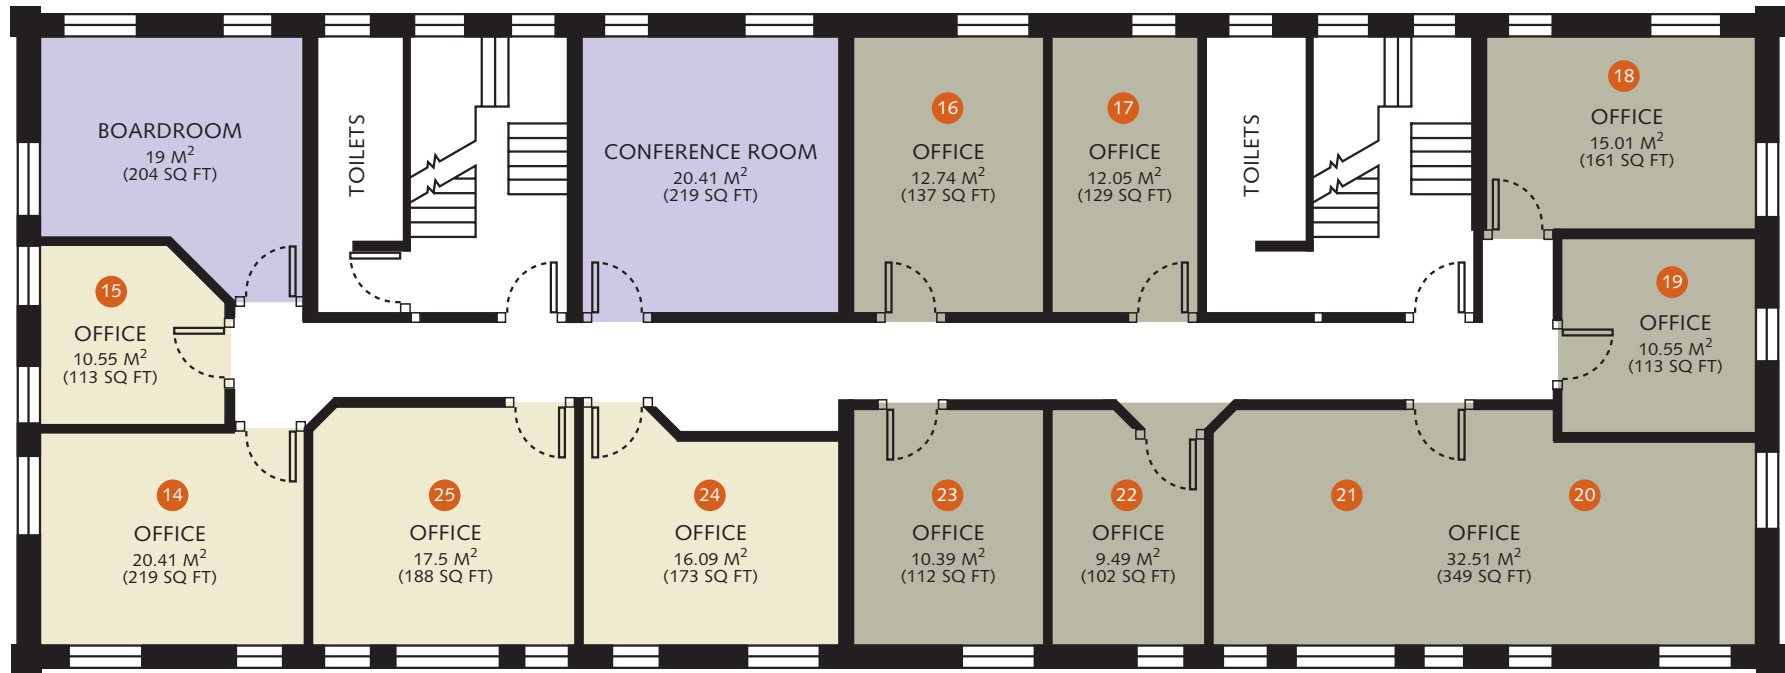 BOARDROOM
19 M²
(204 SQ FT)
TOILETS
CONFERENCE ROOM
20.41 M²
(219 SQ FT)
16
OFFICE
12.74 M²
(137 SQ FT)
17
OFFICE
12.05 M²
(129 SQ FT)
TOILETS
18
OFFICE
15.01 M²
(161 SQ FT)
15
OFFICE
10.55 M²
(113 SQ FT)
19
OFFICE
10.55 M²
(113 SQ FT)
14
OFFICE
20.41 M²
(219 SQ FT)
25
OFFICE
17.5 M²
(188 SQ FT)
24
OFFICE
16.09 M²
(173 SQ FT)
23
OFFICE
10.39 M²
(112 SQ FT)
22
OFFICE
9.49 M²
(102 SQ FT)
21
20
OFFICE
32.51 M²
(349 SQ FT)